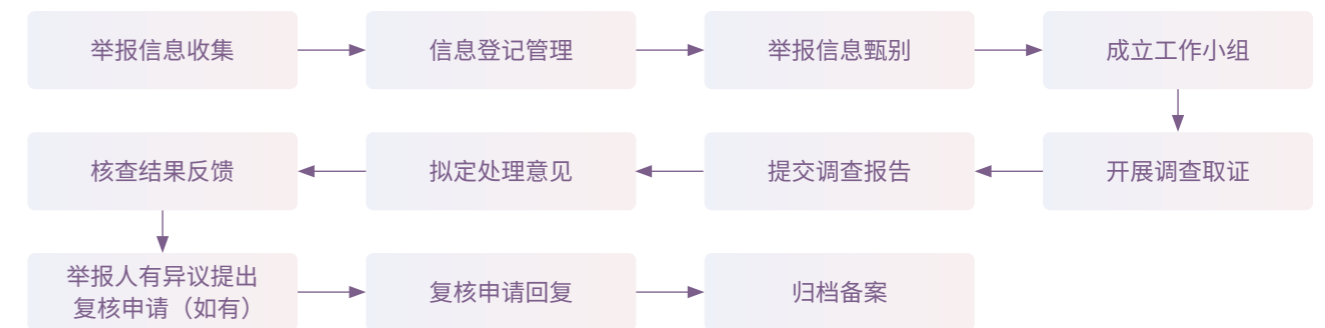 举报信息收集
信息登记管理
举报信息甄别
成立工作小组
开展调查取证
提交调查报告
拟定处理意见
核查结果反馈
举报人有异议提出
复核申请（如有）
复核申请回复
归档备案